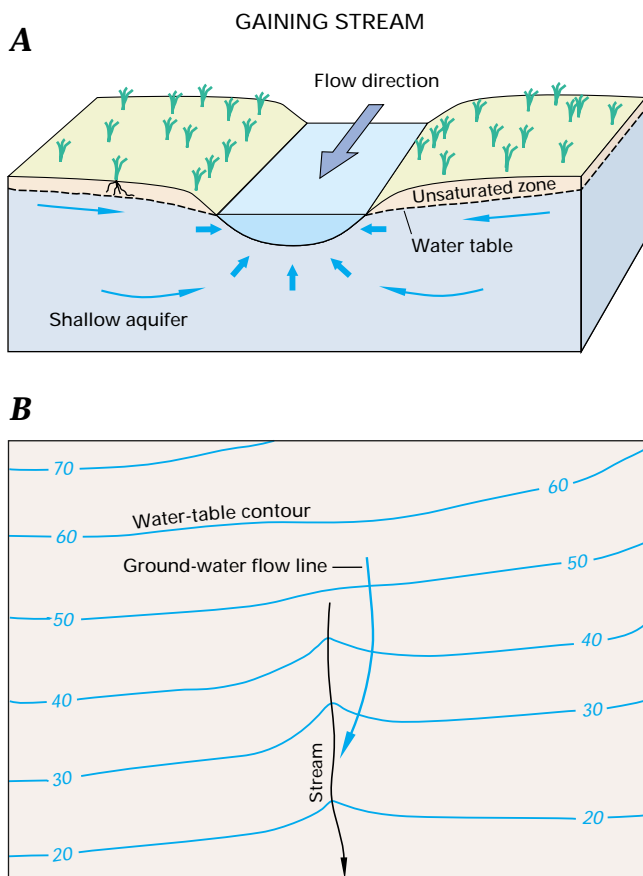 GAINING STREAM
A
Flow direction
Unsaturated zone
Water table
Shallow aquifer
B
70
60
Water-table contour
60
Ground-water flow line
50
50
40
40
30
30
Stream
20
20